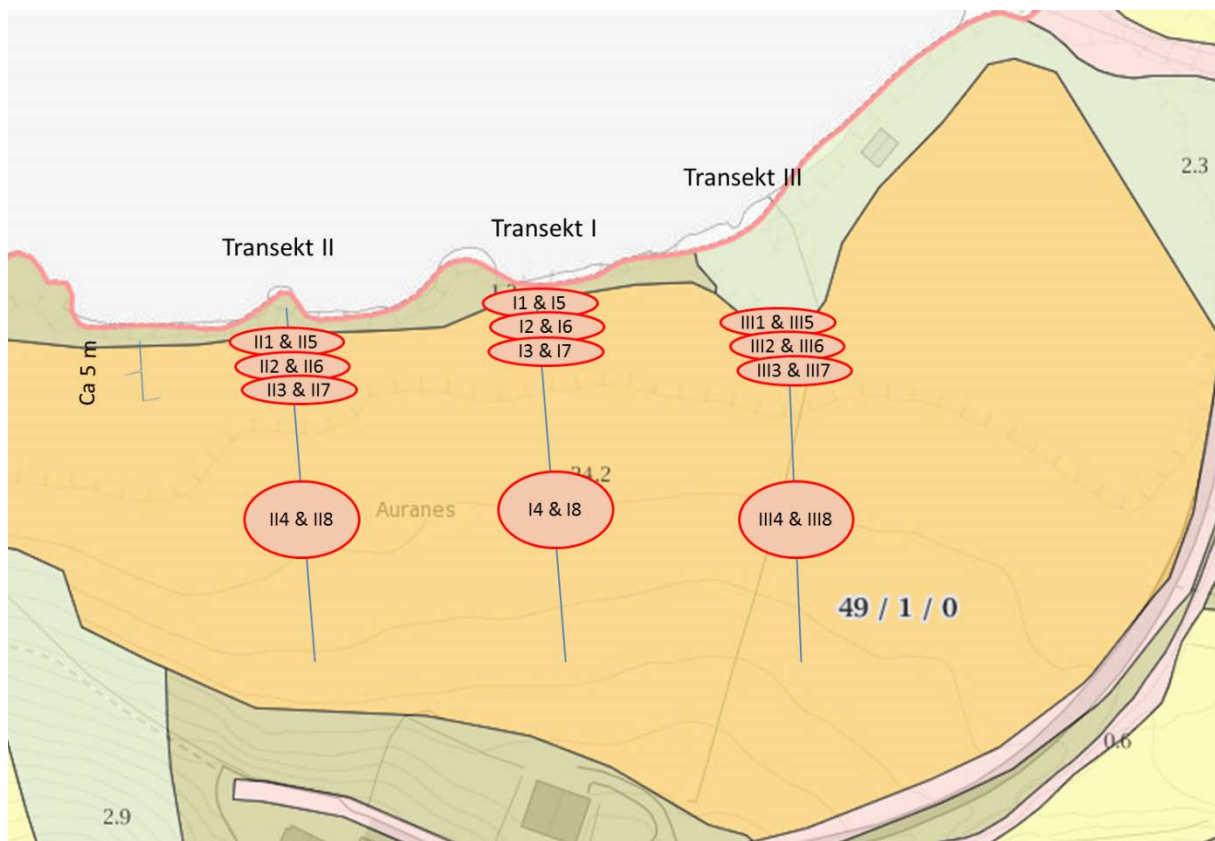 Transekt III
2.3
Transekt I
Transekt II
I1 & I5
I2 & I6
I3 & I7
III1 & III5
III2 & III6
III3 & III7
II1 & II5
II2 & II6
II3 & II7
Ca 5 m
24.2
Auranes
II4 & II8
I4 & I8
III4 & III8
49 / 1 / 0
0.6
2.9